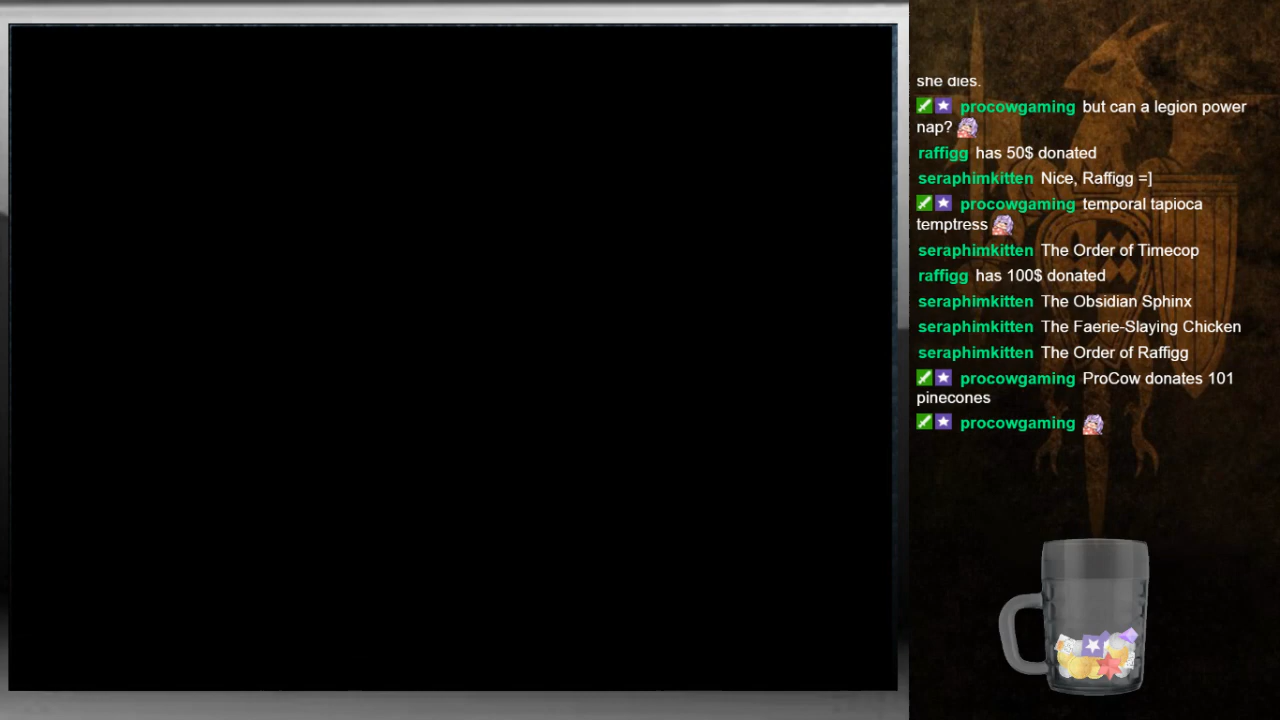 she dies.
procowgaming but can a legion power
nap?
raffigg has 50$ donated
seraphimkitten Nice, Raffigg =]
procowgaming temporal tapioca
temptress
seraphimkitten The Order of Timecop
raffigg has 100$ donated
seraphimkitten The Obsidian Sphinx
seraphimkitten The Faerie-Slaying Chicken
seraphimkitten The Order of Raffigg
procowgaming ProCow donates 101
pinecones
procowgaming